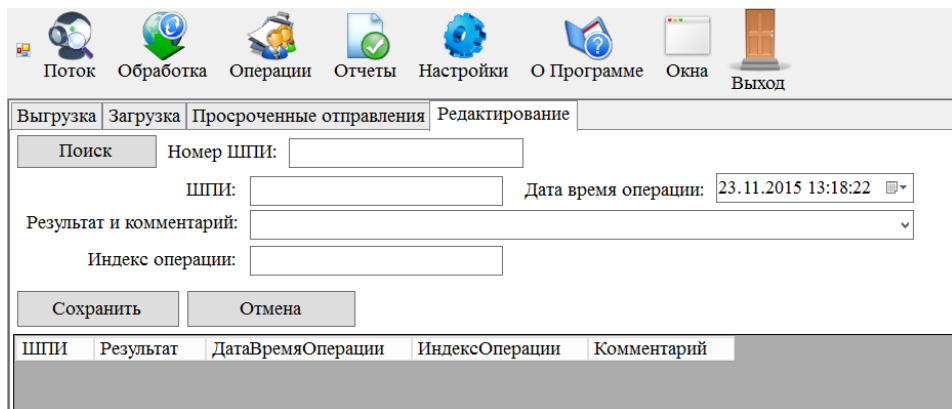 Поток Обработка Операции Отчеты Настройки О Программе Окна Выход
Выгрузка Загрузка Просроченные отправления Редактирование
Поиск Номер ШПИ:
ШПИ: Дата время операции: 23.11.2015 13:18:22
Результат и комментарий:
Индекс операции:
Сохранить Отмена
ШПИ Результат ДатаВремяОперации ИндексОперации Комментарий